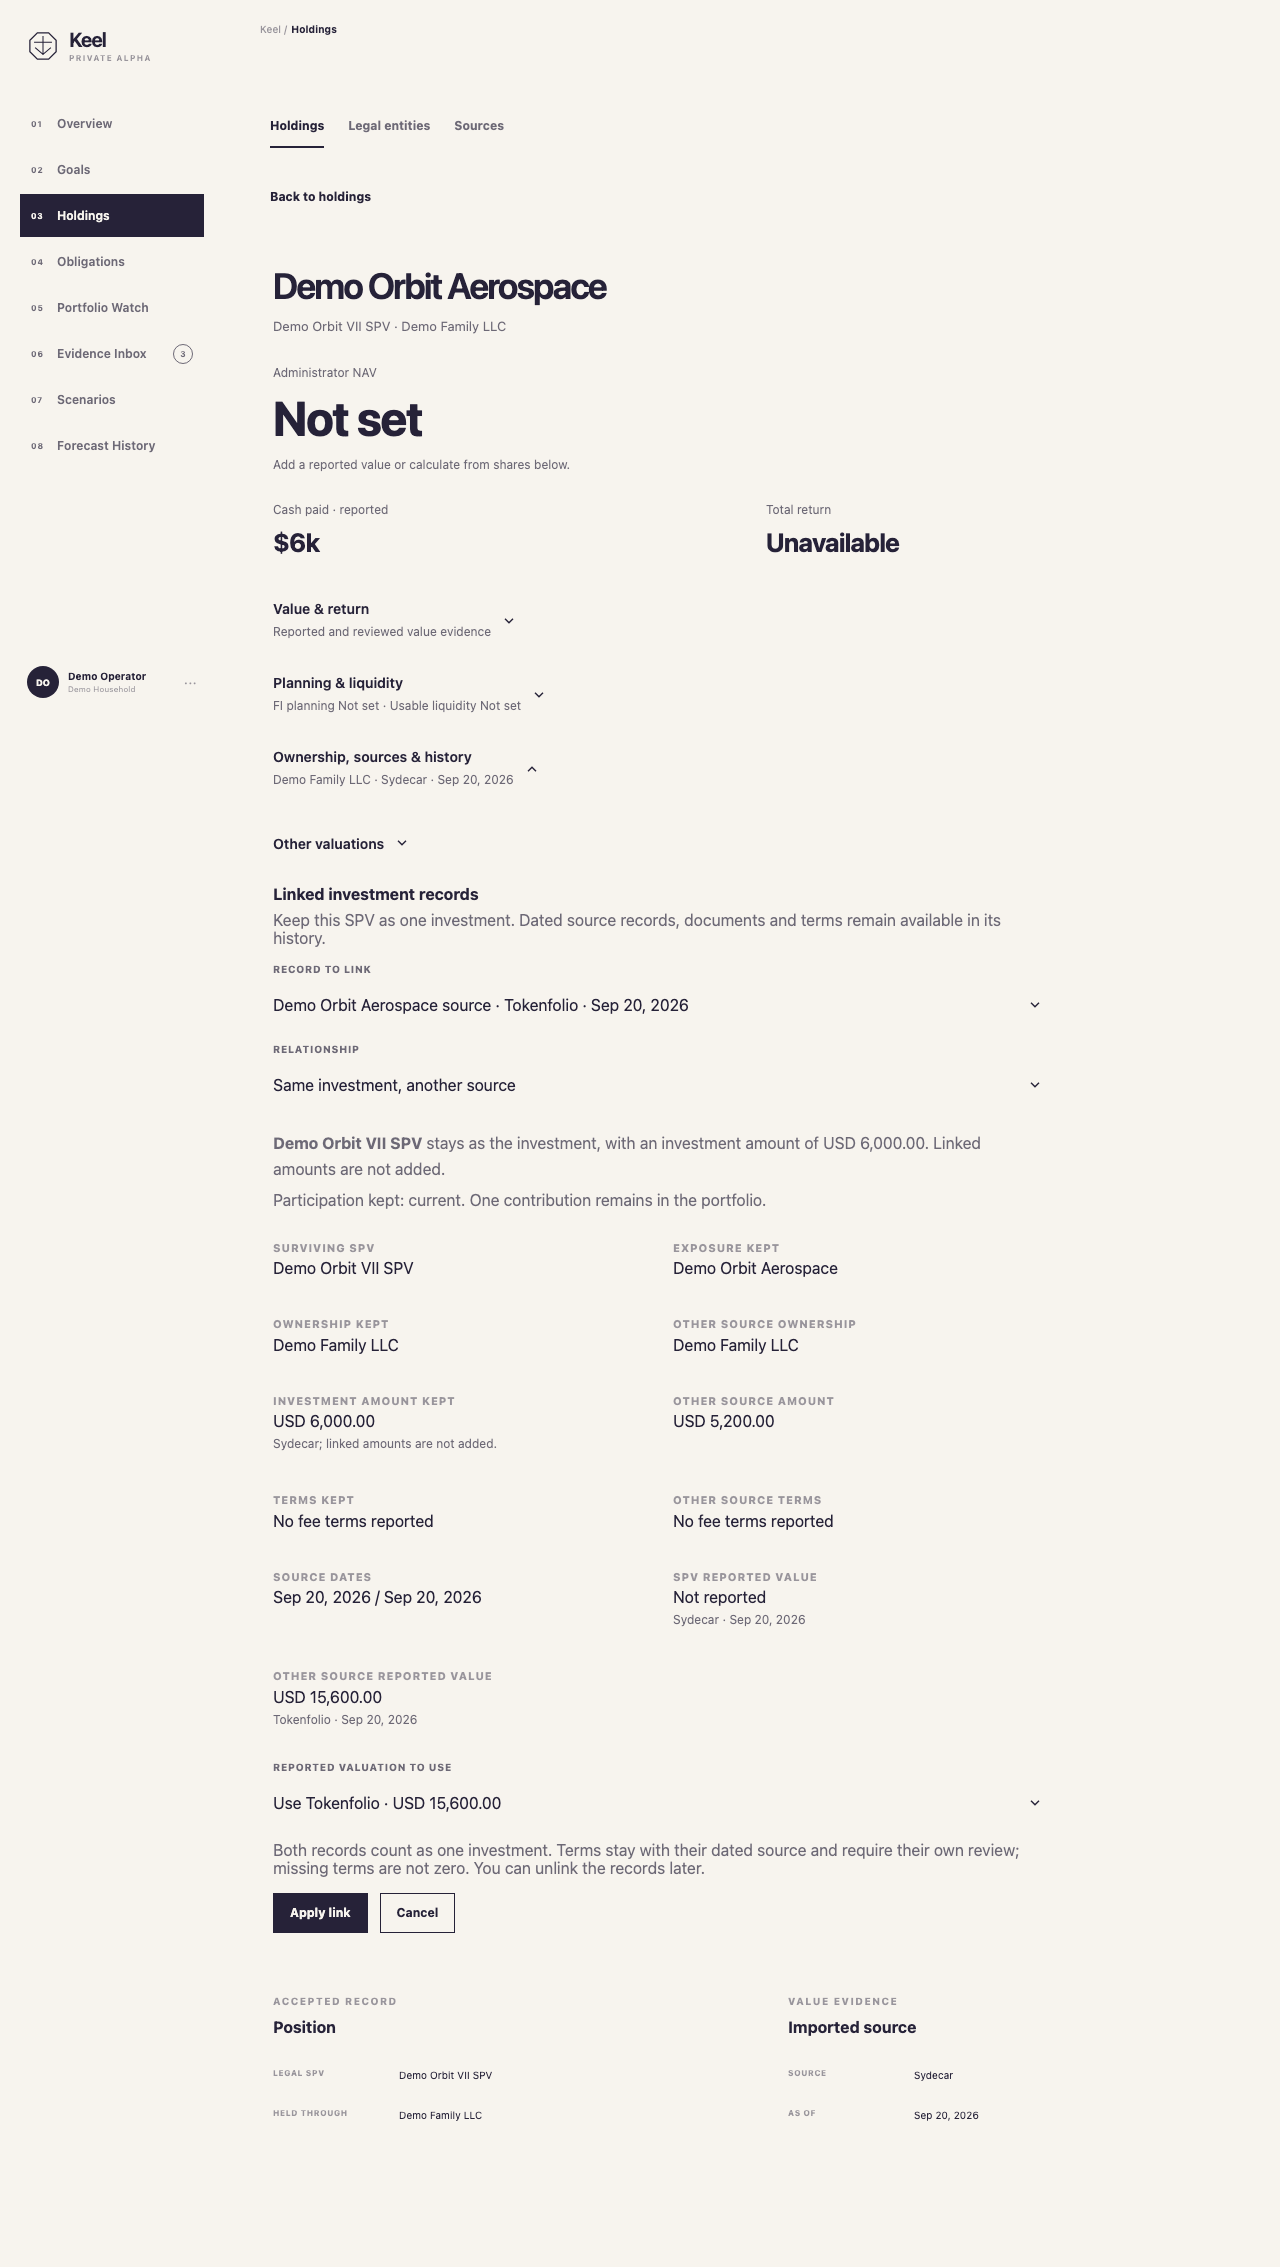 Keel
PRIVATE ALPHA
01 Overview
02 Goals
03 Holdings
04 Obligations
05 Portfolio Watch
06 Evidence Inbox 3
07 Scenarios
08 Forecast History
DO Demo Operator ...
Demo Household
Keel / Holdings
Holdings Legal entities Sources
Back to holdings
Demo Orbit Aerospace
Demo Orbit VII SPV · Demo Family LLC
Administrator NAV
Not set
Add a reported value or calculate from shares below.
Cash paid · reported Total return
$6k Unavailable
Value & return
Reported and reviewed value evidence
Planning & liquidity
FI planning Not set · Usable liquidity Not set
Ownership, sources & history
Demo Family LLC · Sydecar · Sep 20, 2026
Other valuations
Linked investment records
Keep this SPV as one investment. Dated source records, documents and terms remain available in its
history.
RECORD TO LINK
Demo Orbit Aerospace source · Tokenfolio · Sep 20, 2026
RELATIONSHIP
Same investment, another source
Demo Orbit VII SPV stays as the investment, with an investment amount of USD 6,000.00. Linked
amounts are not added.
Participation kept: current. One contribution remains in the portfolio.
SURVIVING SPV EXPOSURE KEPT
Demo Orbit VII SPV Demo Orbit Aerospace
OWNERSHIP KEPT OTHER SOURCE OWNERSHIP
Demo Family LLC Demo Family LLC
INVESTMENT AMOUNT KEPT OTHER SOURCE AMOUNT
USD 6,000.00 USD 5,200.00
Sydecar; linked amounts are not added.
TERMS KEPT OTHER SOURCE TERMS
No fee terms reported No fee terms reported
SOURCE DATES SPV REPORTED VALUE
Sep 20, 2026 / Sep 20, 2026 Not reported
Sydecar · Sep 20, 2026
OTHER SOURCE REPORTED VALUE
USD 15,600.00
Tokenfolio · Sep 20, 2026
REPORTED VALUATION TO USE
Use Tokenfolio · USD 15,600.00
Both records count as one investment. Terms stay with their dated source and require their own review;
missing terms are not zero. You can unlink the records later.
Apply link Cancel
ACCEPTED RECORD VALUE EVIDENCE
Position Imported source
LEGAL SPV Demo Orbit VII SPV SOURCE Sydecar
HELD THROUGH Demo Family LLC AS OF Sep 20, 2026